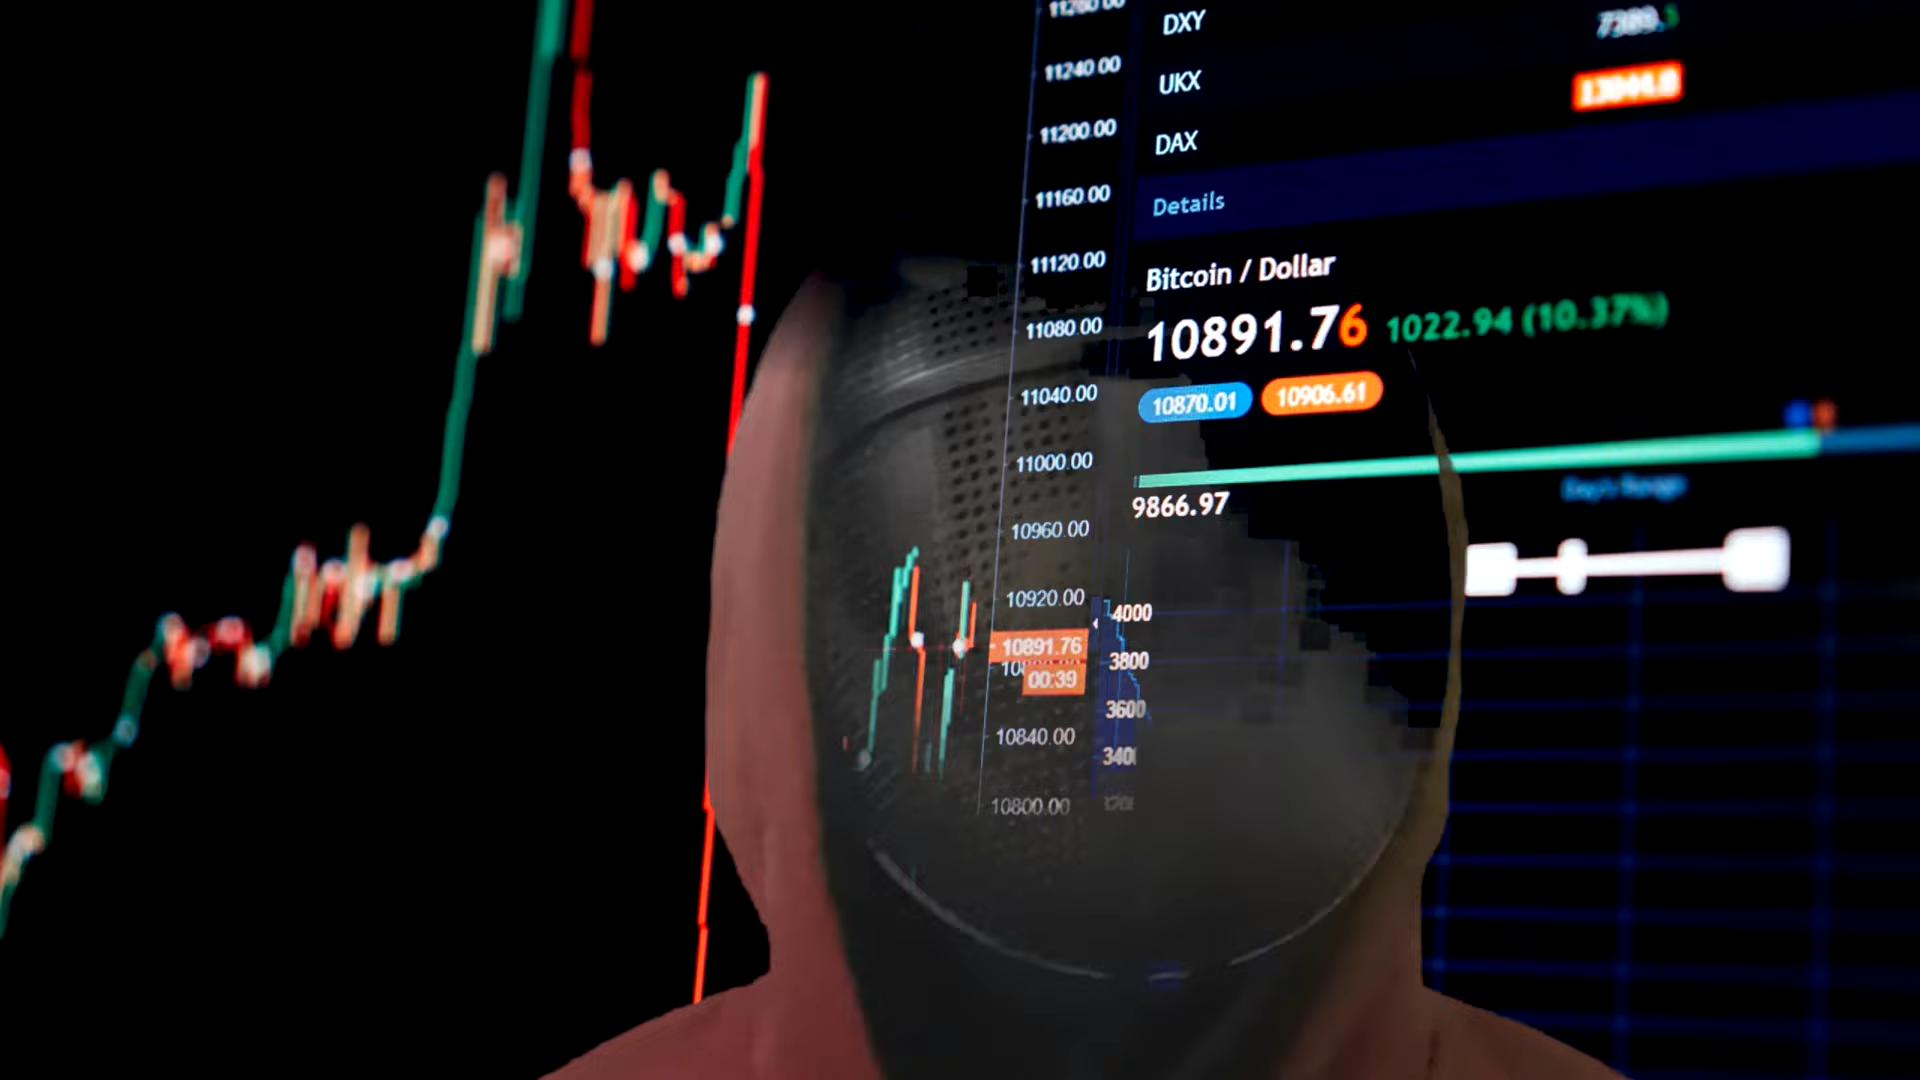 DXY
UKX
DAX
Details
Bitcoin / Dollar
10891.76 1022.94 (10.37%)
10870.01 10906.61
9866.97
Day's Range
11240.00
11200.00
11160.00
11120.00
11080.00
11040.00
11000.00
10960.00
10920.00
10891.76
00:39
10840.00
10800.00
4000
3800
3600